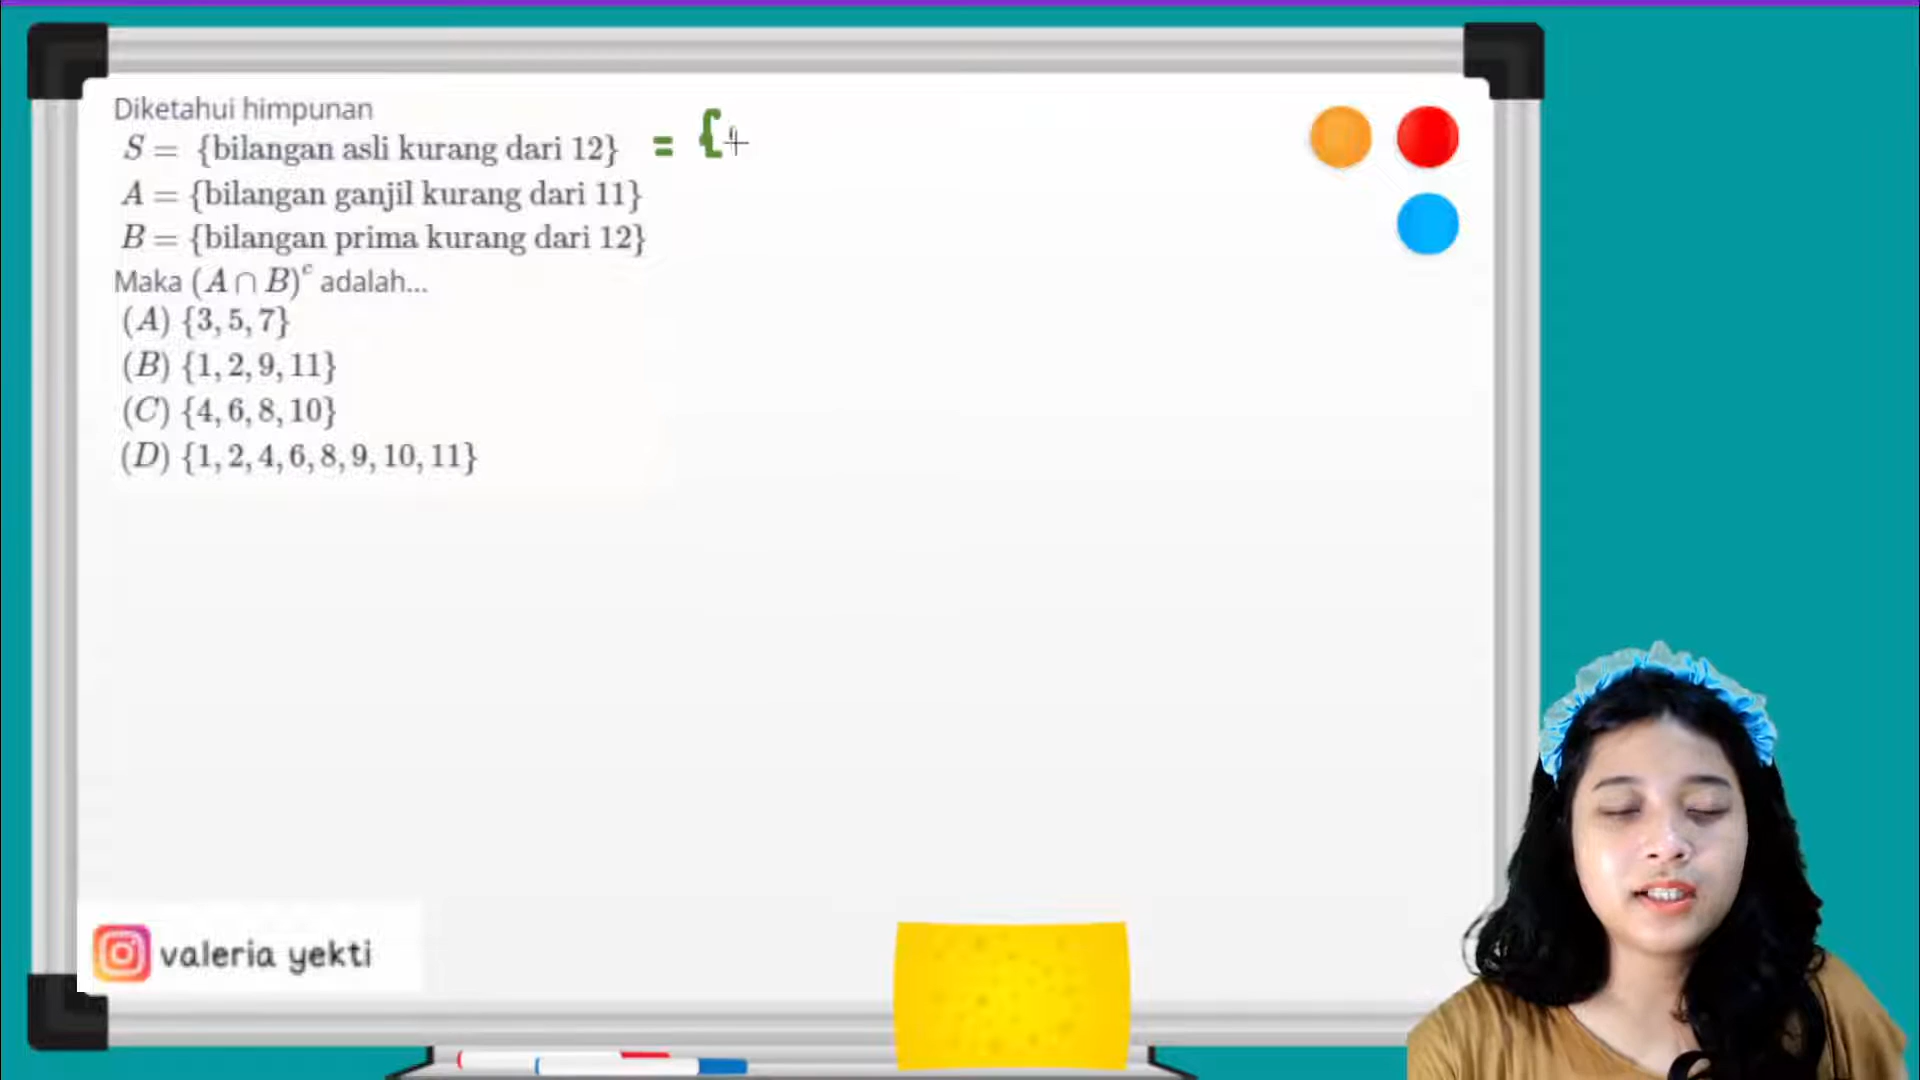 Diketahui himpunan
S = {bilangan asli kurang dari 12} = {
A = {bilangan ganjil kurang dari 11}
B = {bilangan prima kurang dari 12}
Maka (A ∩ B)ᶜ adalah...
(A) {3, 5, 7}
(B) {1, 2, 9, 11}
(C) {4, 6, 8, 10}
(D) {1, 2, 4, 6, 8, 9, 10, 11}
valeria yekti